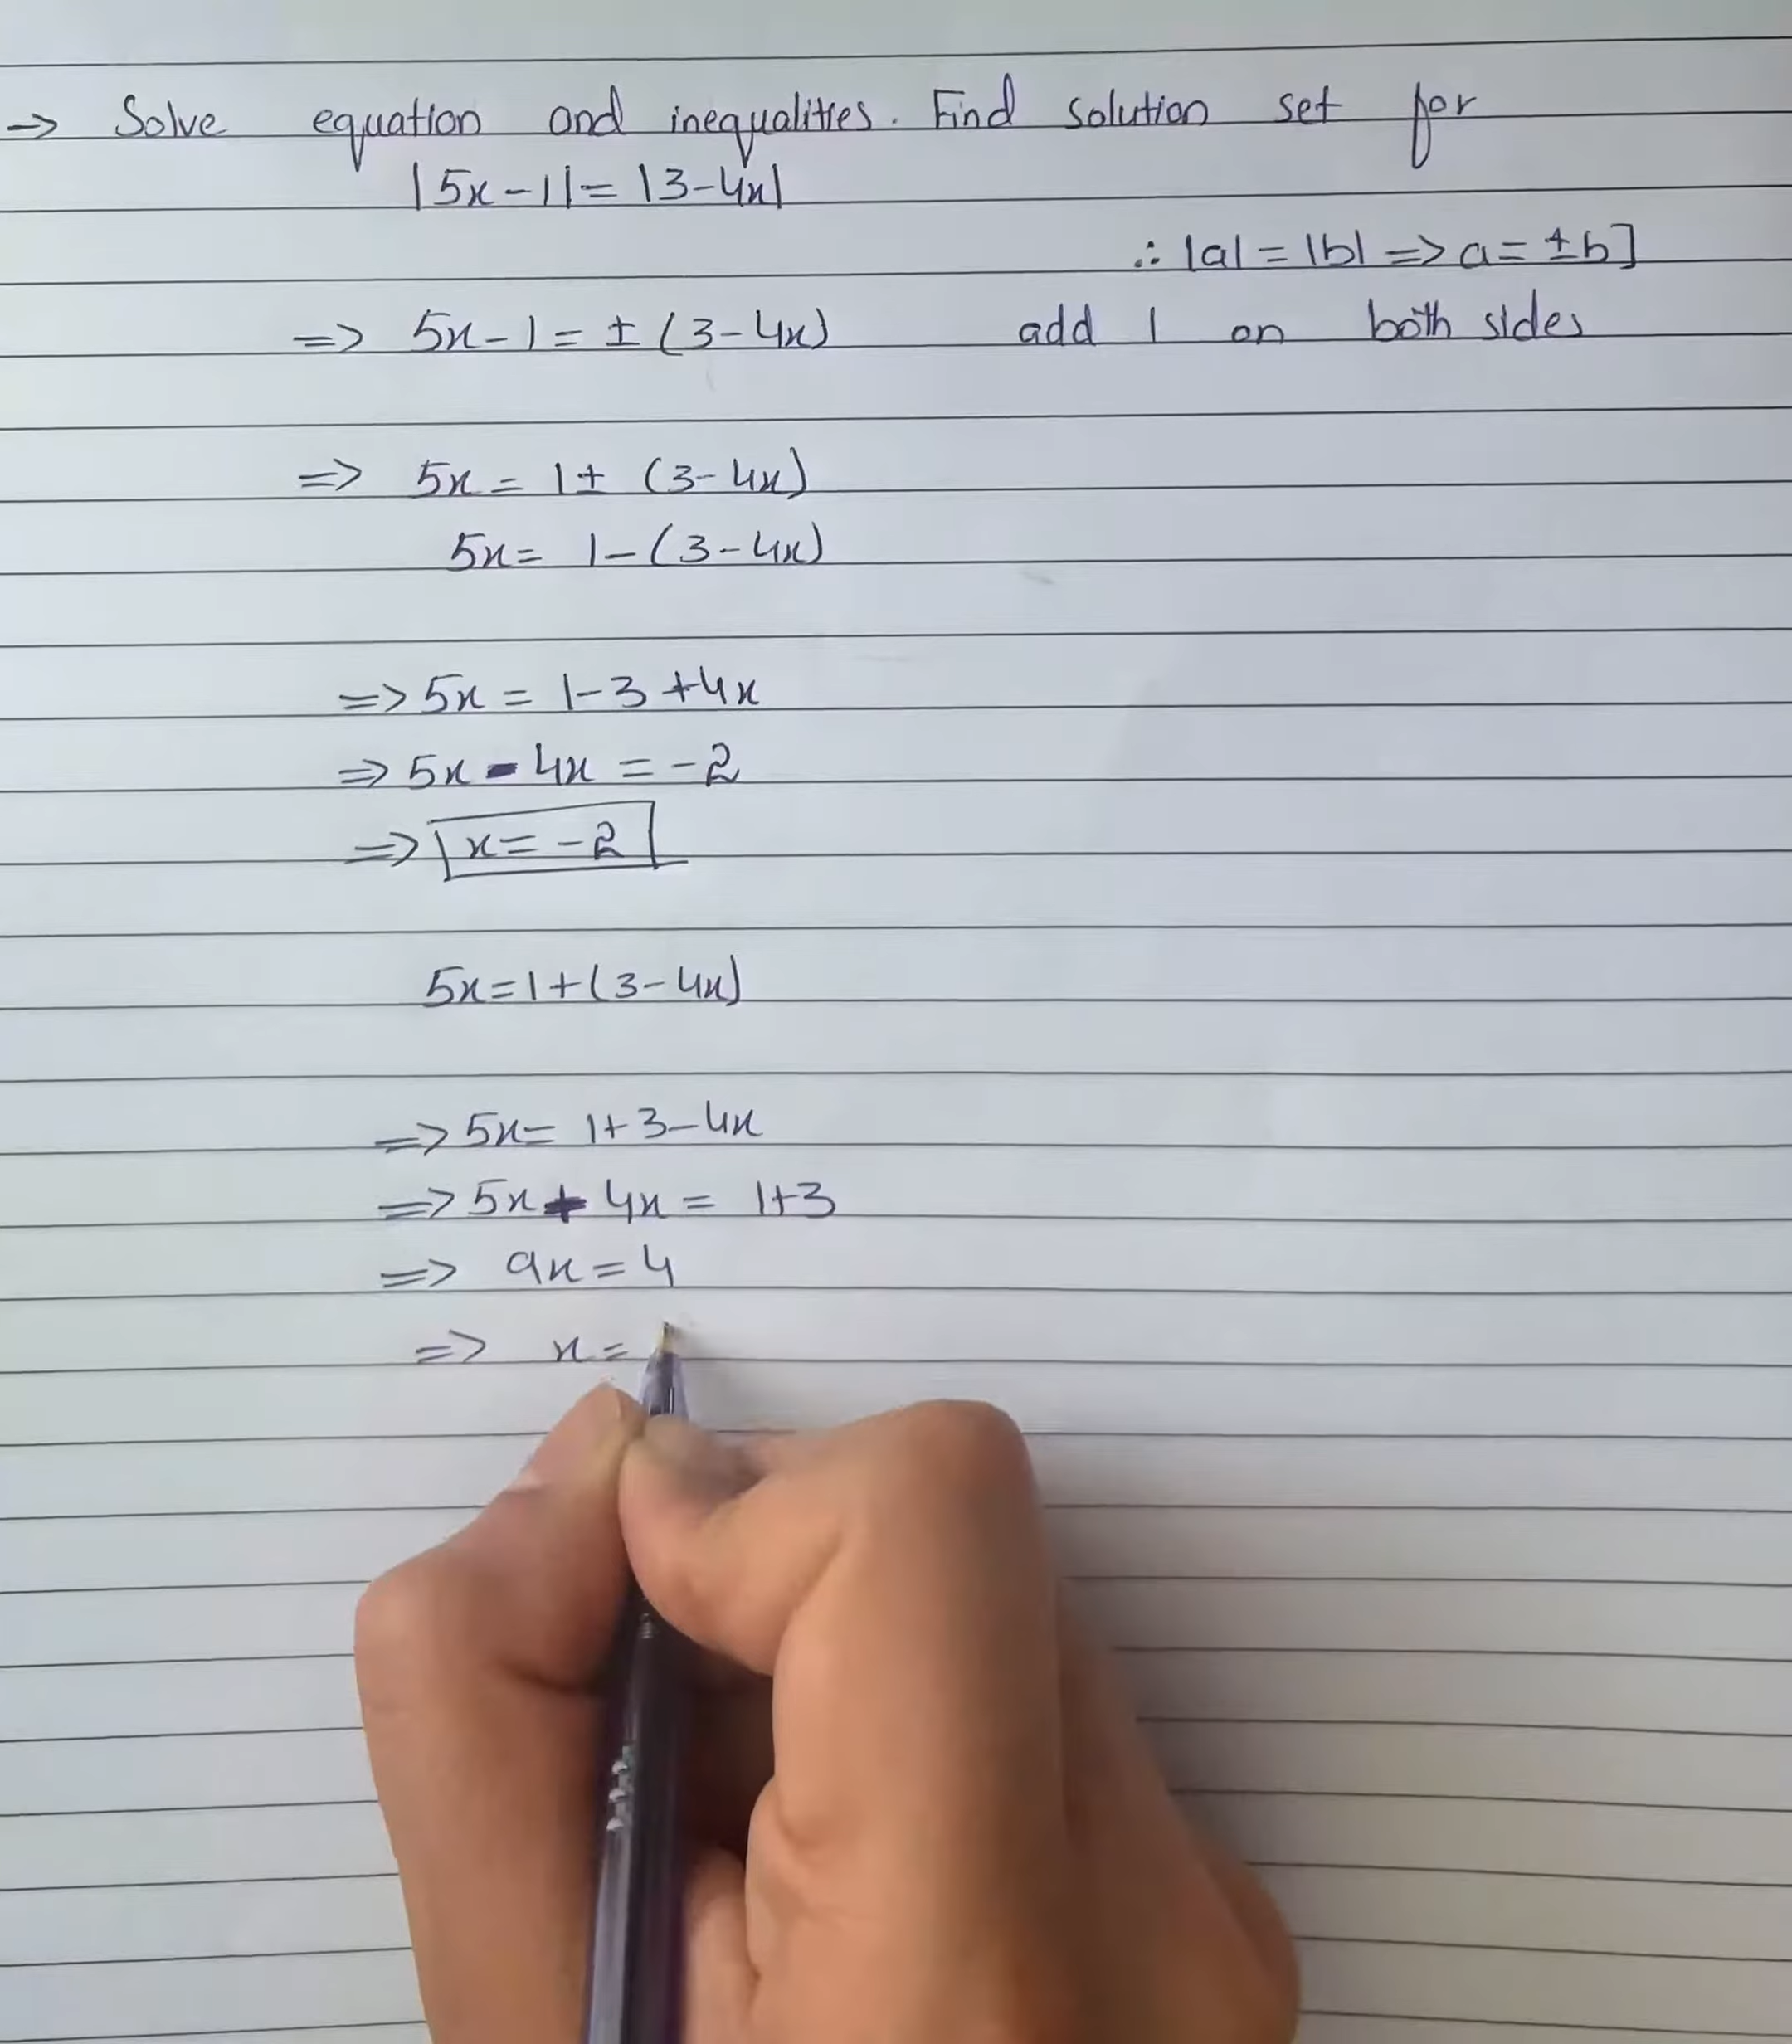 → Solve equation and inequalities. Find solution set for
|5x-1|=|3-4x|
∴ |a| = |b| => a= ±b]
=> 5x-1= ± (3-4x) add 1 on both sides
=> 5x = 1± (3-4x)
5x= 1-(3-4x)
=> 5x = 1-3 +4x
=> 5x - 4x = -2
=> x= -2
5x=1+(3-4x)
=> 5x= 1+3-4x
=> 5x + 4x = 1+3
=> 9x = 4
=> x =